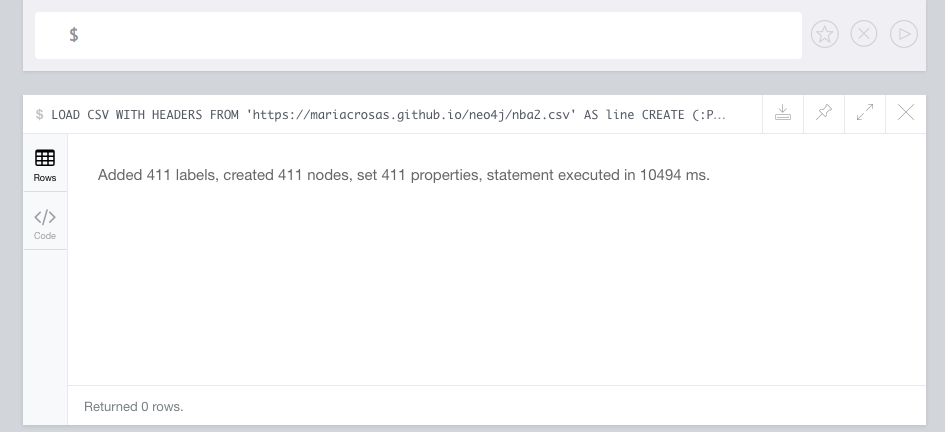 $
$ LOAD CSV WITH HEADERS FROM 'https://mariacrosas.github.io/neo4j/nba2.csv' AS line CREATE (:P...
Rows
Added 411 labels, created 411 nodes, set 411 properties, statement executed in 10494 ms.
Code
Returned 0 rows.